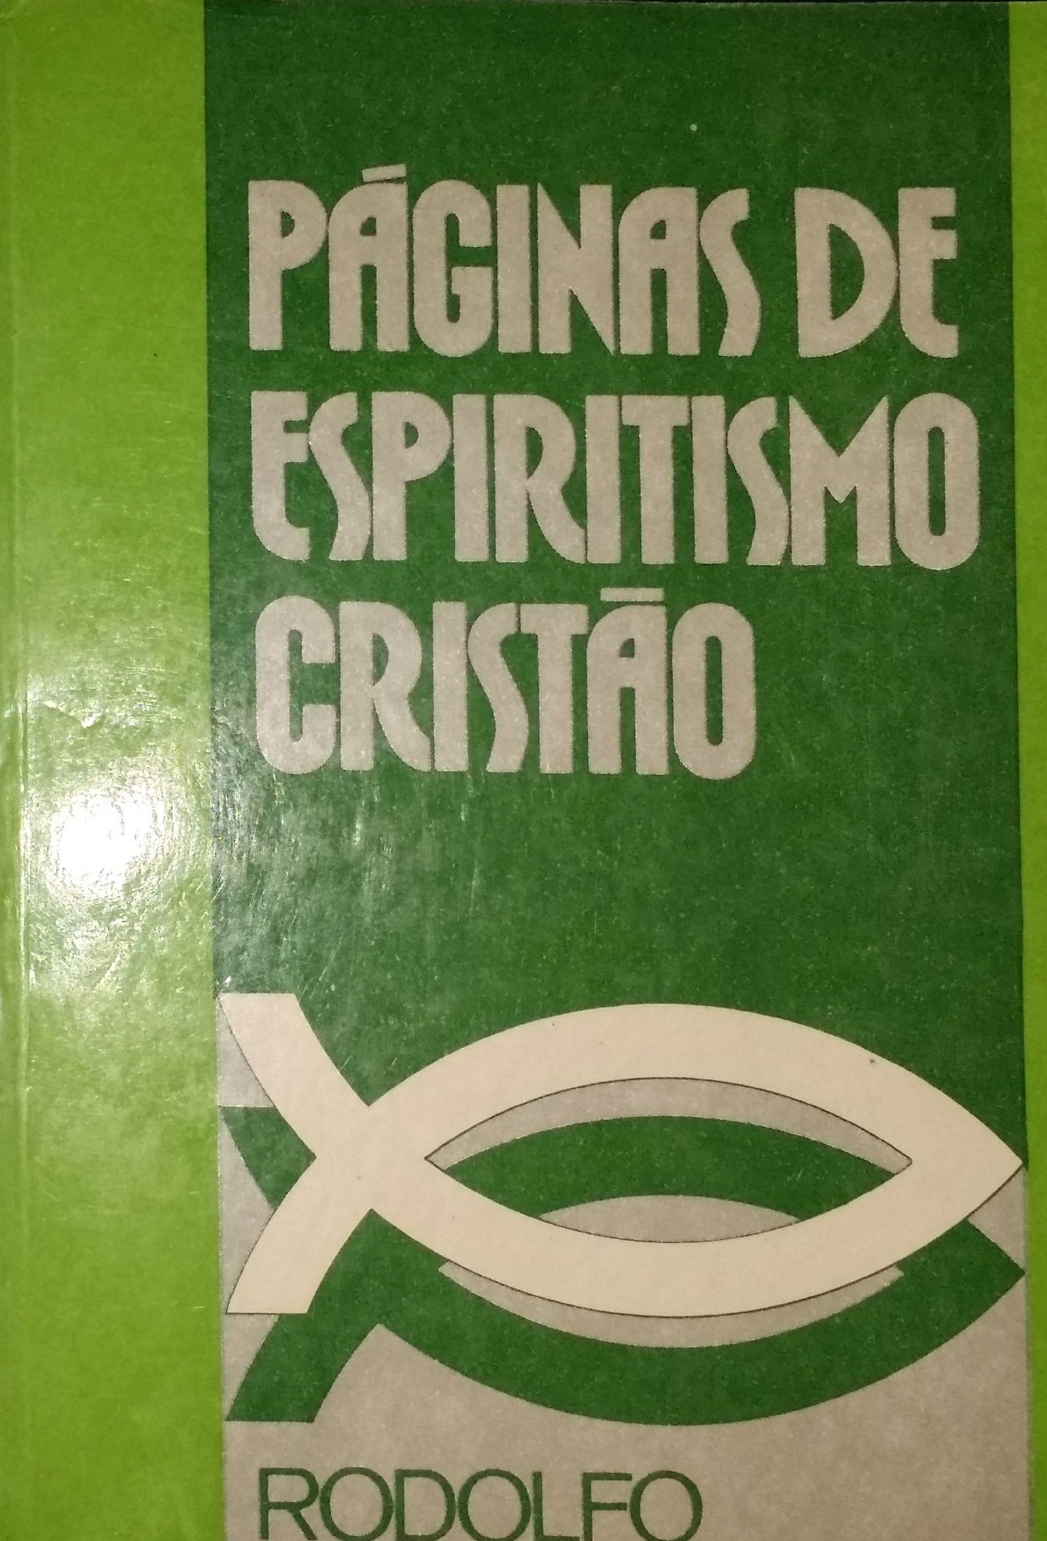 PÁGINAS DE
ESPIRITISMO
CRISTÃO
RODOLFO